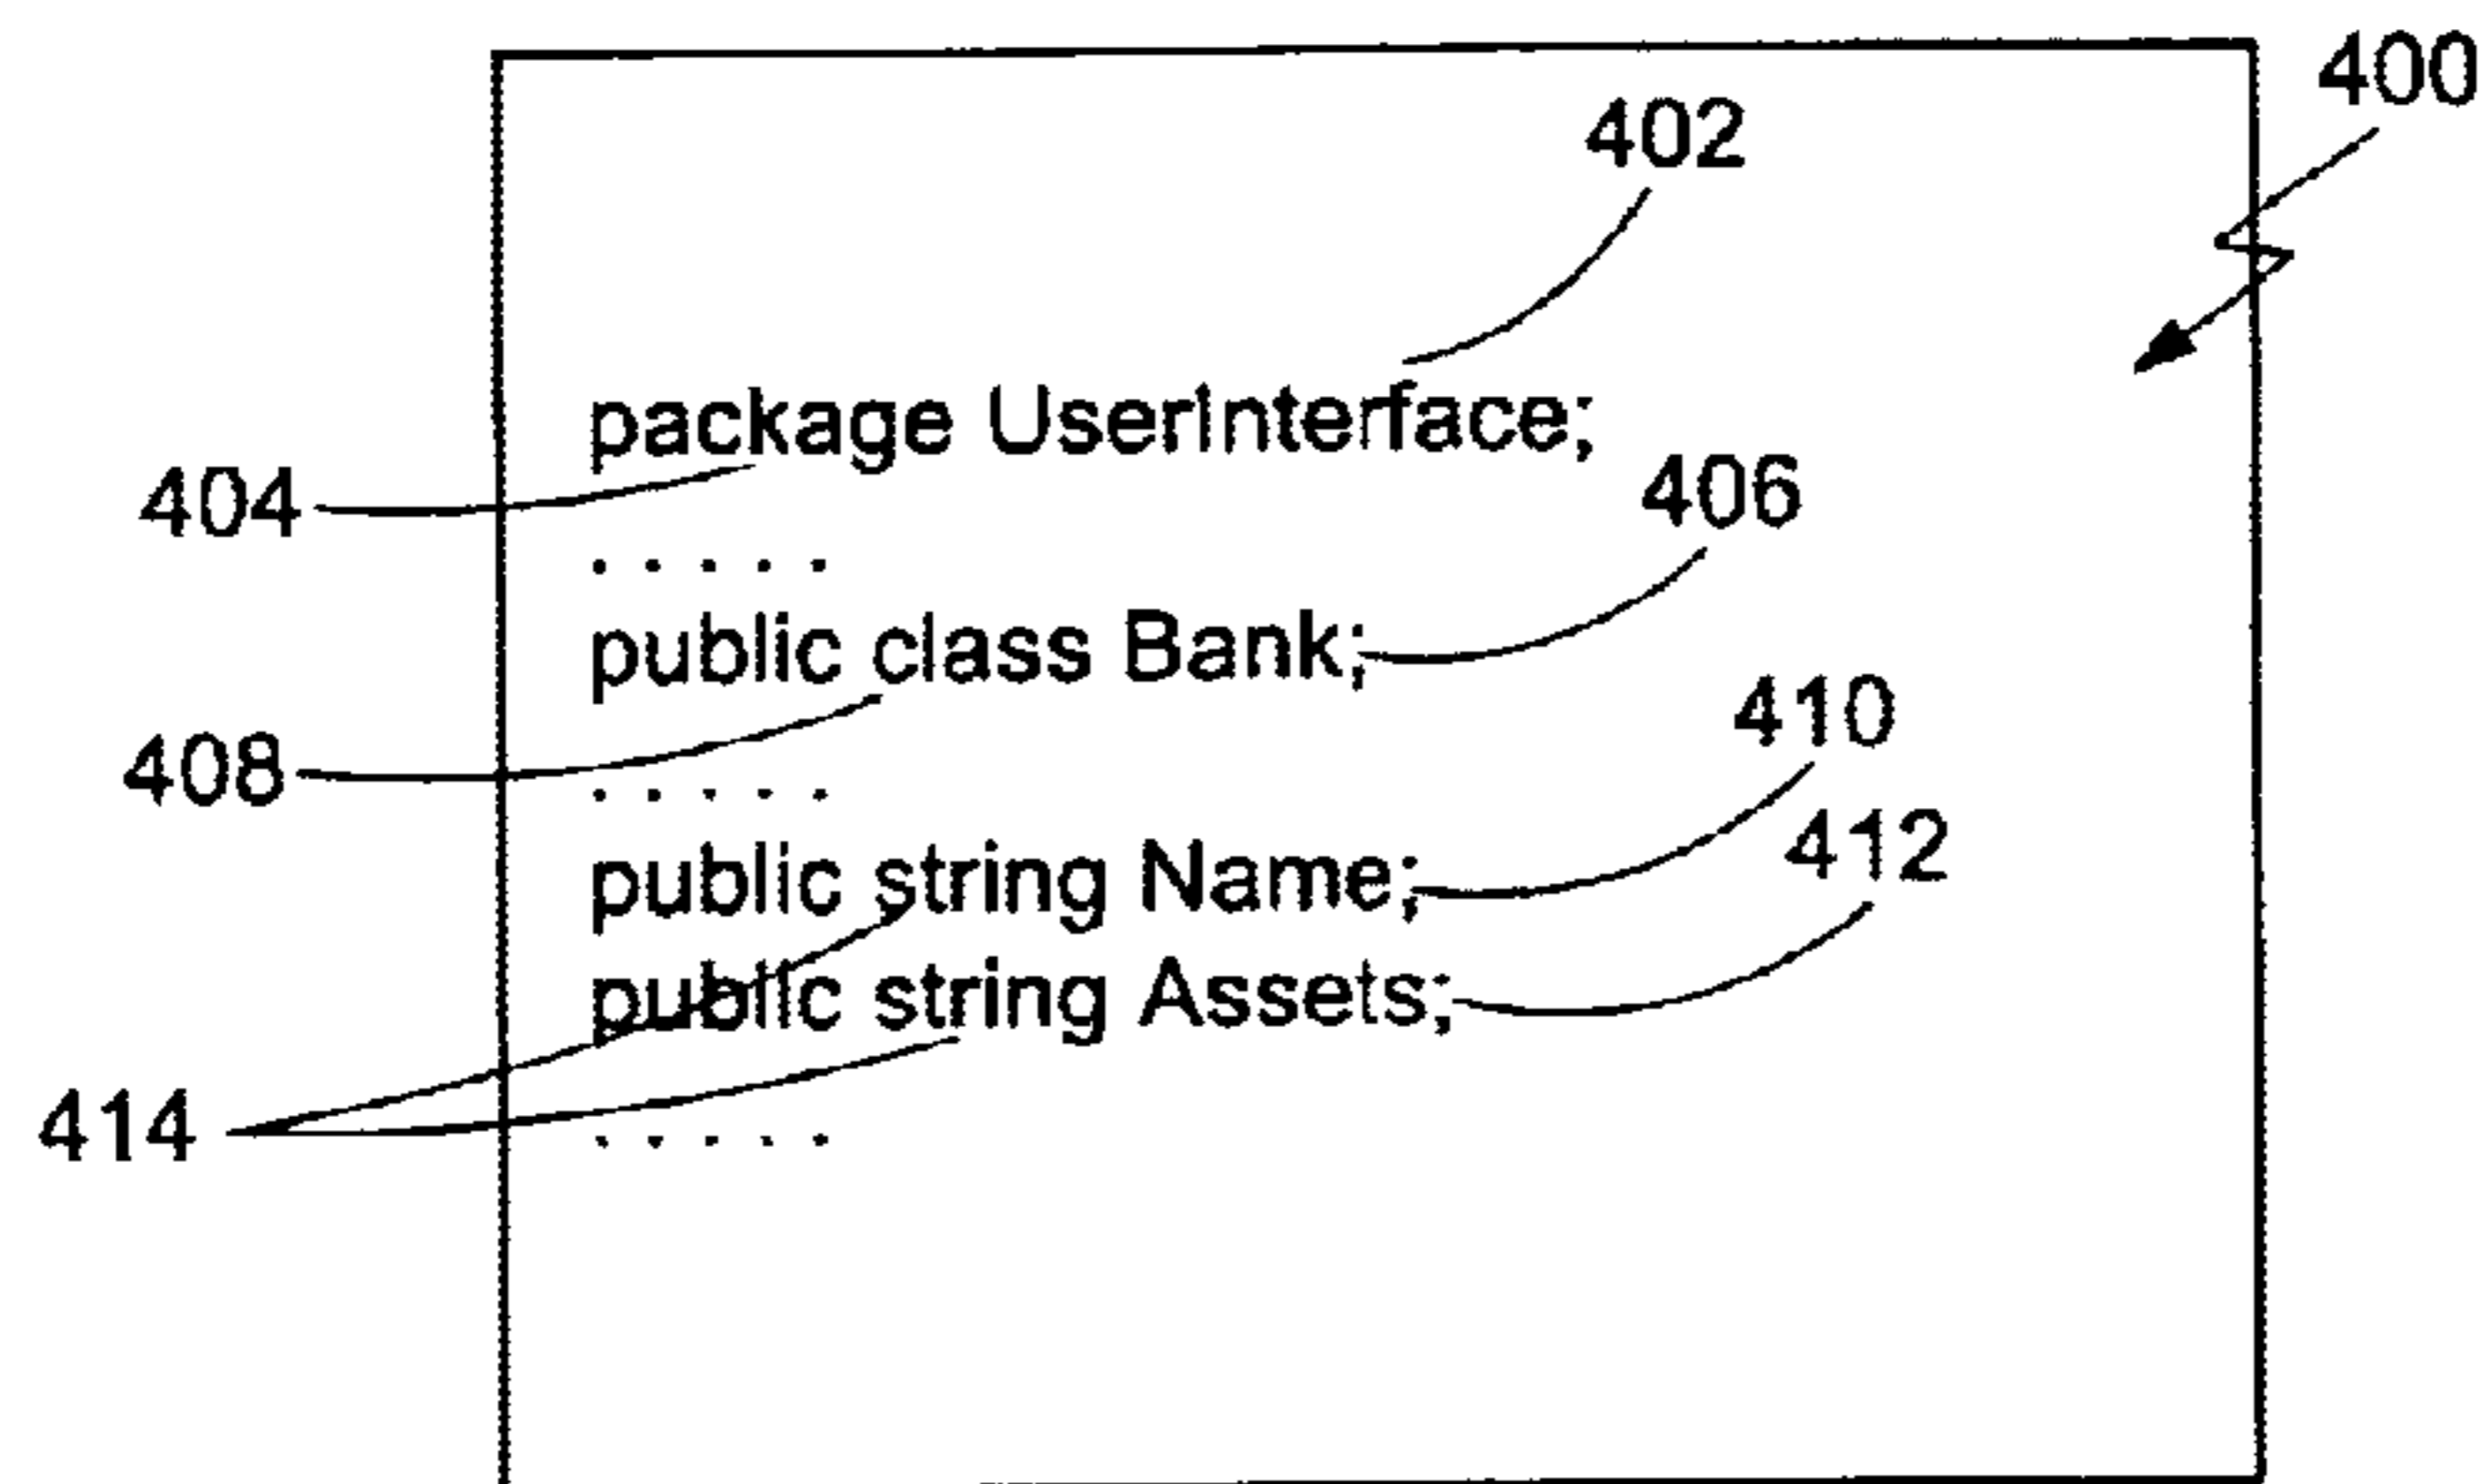 400
402
package UserInterface;
404
406
. . . . .
public class Bank;
410
408
. . . . .
412
public string Name;
public string Assets;
414
. . . . .